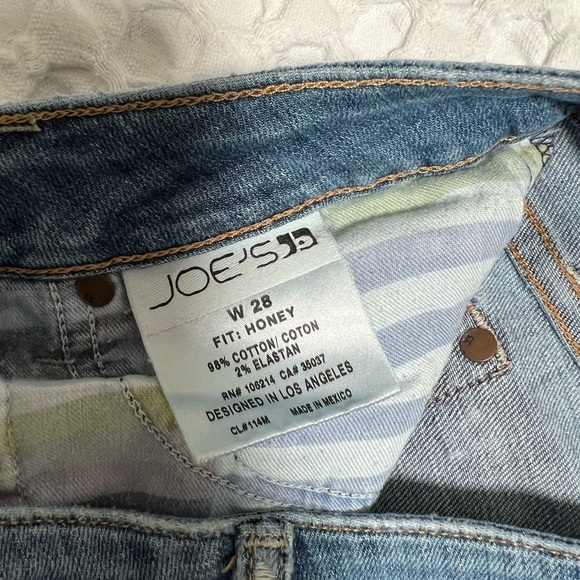 JOE'S
W 28
FIT: HONEY
98% COTTON/ COTON
2% ELASTAN
RN# 106214 CA# 35037
DESIGNED IN LOS ANGELES
CL#114M MADE IN MEXICO